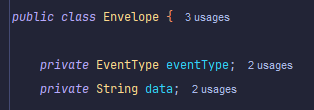 public class Envelope {  3 usages
private EventType eventType;  2 usages
private String data;  2 usages